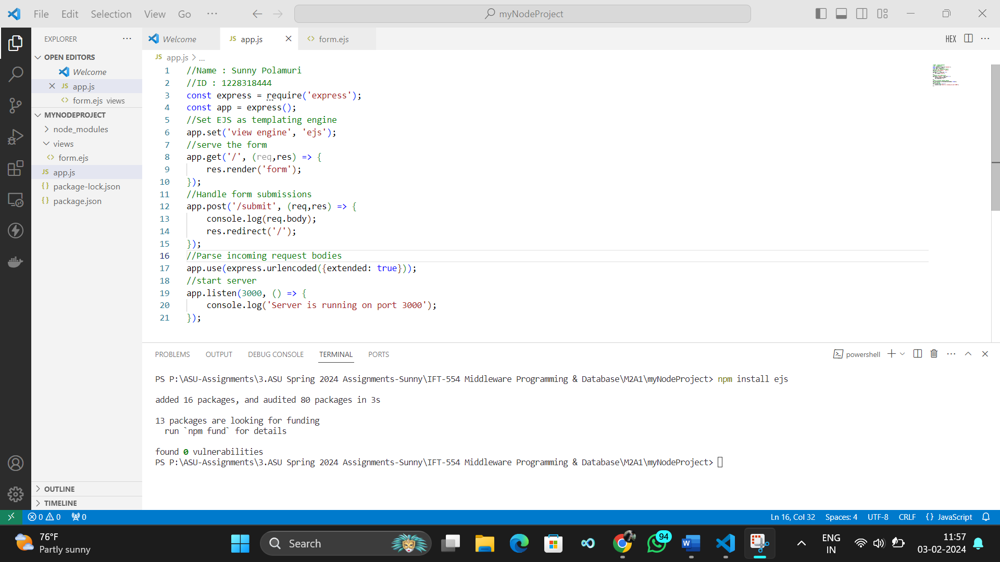 File Edit Selection View Go ··· myNodeProject
EXPLORER ···
OPEN EDITORS
Welcome
JS app.js
form.ejs views
MYNODEPROJECT
node_modules
views
form.ejs
JS app.js
{} package-lock.json
{} package.json
OUTLINE
TIMELINE
Welcome JS app.js form.ejs HEX ···
JS app.js > ...
1 //Name : Sunny Polamuri
2 //ID : 1228318444
3 const express = require('express');
4 const app = express();
5 //Set EJS as templating engine
6 app.set('view engine', 'ejs');
7 //serve the form
8 app.get('/', (req,res) => {
9 res.render('form');
10 });
11 //Handle form submissions
12 app.post('/submit', (req,res) => {
13 console.log(req.body);
14 res.redirect('/');
15 });
16 //Parse incoming request bodies
17 app.use(express.urlencoded({extended: true}));
18 //start server
19 app.listen(3000, () => {
20 console.log('Server is running on port 3000');
21 });
PROBLEMS OUTPUT DEBUG CONSOLE TERMINAL PORTS powershell ···
PS P:\ASU-Assignments\3.ASU Spring 2024 Assignments-Sunny\IFT-554 Middleware Programming & Database\M2A1\myNodeProject> npm install ejs
added 16 packages, and audited 80 packages in 3s
13 packages are looking for funding
run `npm fund` for details
found 0 vulnerabilities
PS P:\ASU-Assignments\3.ASU Spring 2024 Assignments-Sunny\IFT-554 Middleware Programming & Database\M2A1\myNodeProject>
0 0 0 Ln 16, Col 32 Spaces: 4 UTF-8 CRLF {} JavaScript
76°F
Partly sunny
Search
94
W
ENG
IN
11:57
03-02-2024